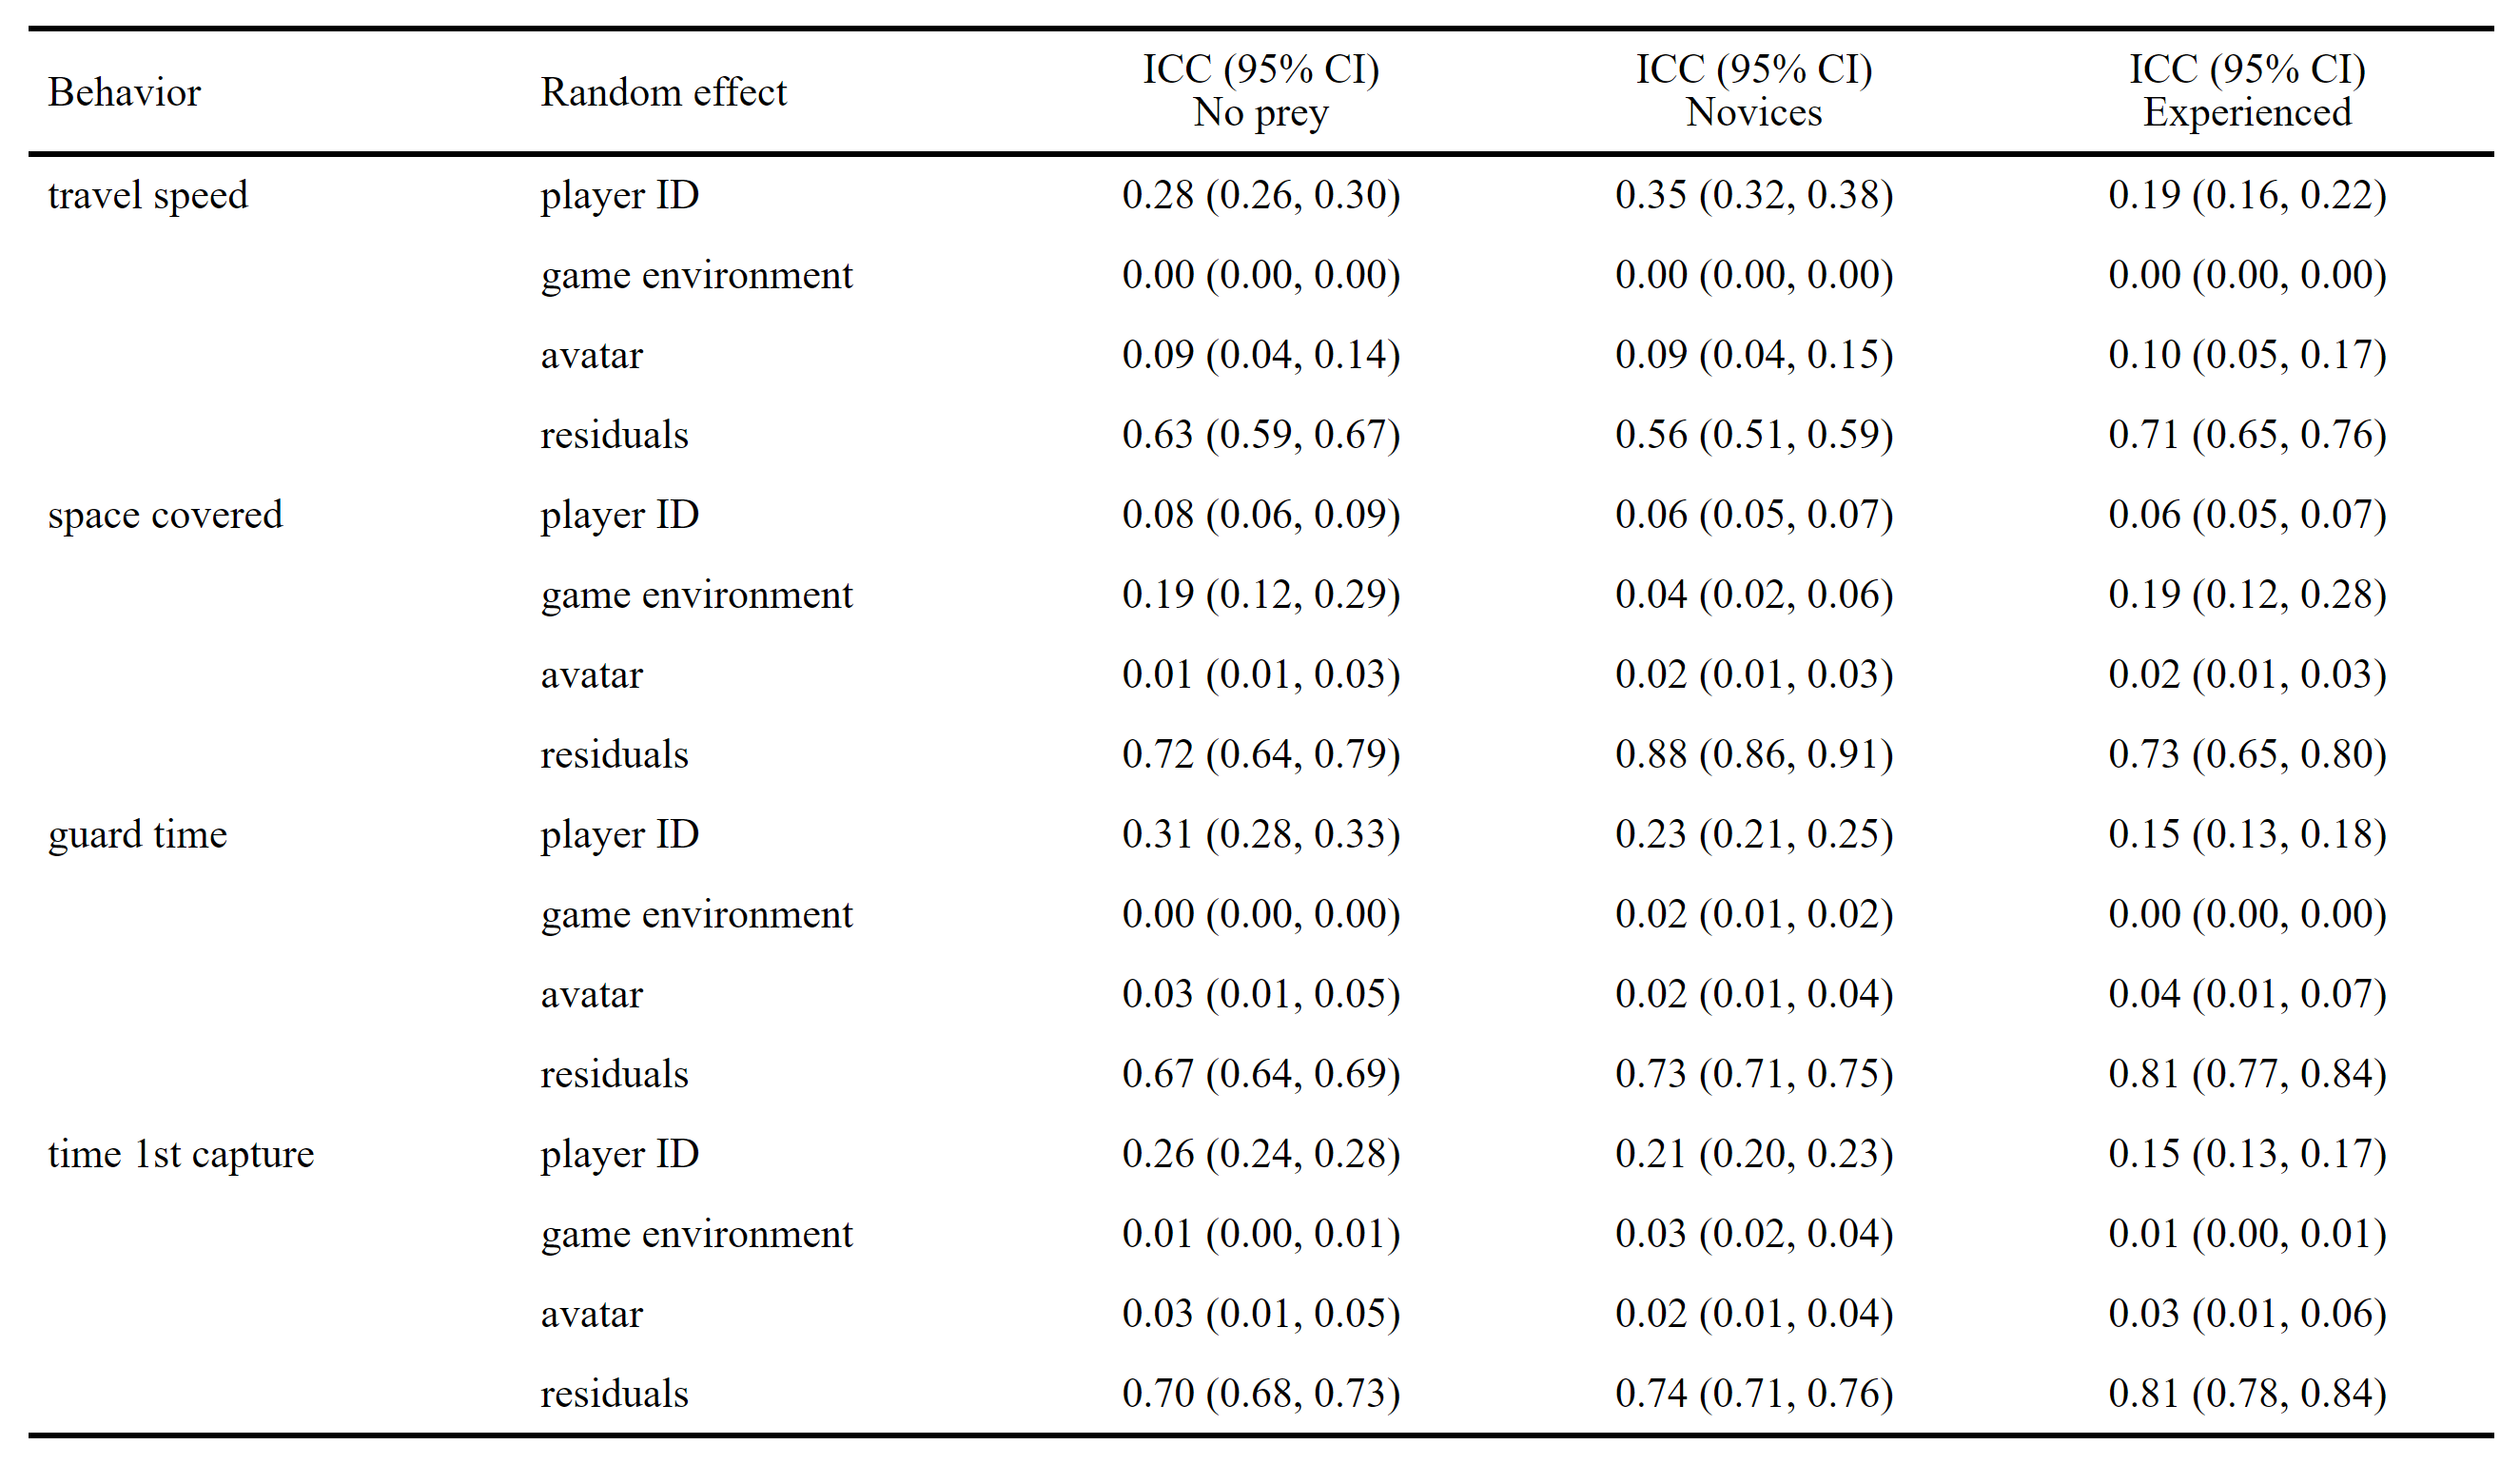 Behavior Random effect ICC (95% CI) No prey ICC (95% CI) Novices ICC (95% CI) Experienced
travel speed player ID 0.28 (0.26, 0.30) 0.35 (0.32, 0.38) 0.19 (0.16, 0.22)
game environment 0.00 (0.00, 0.00) 0.00 (0.00, 0.00) 0.00 (0.00, 0.00)
avatar 0.09 (0.04, 0.14) 0.09 (0.04, 0.15) 0.10 (0.05, 0.17)
residuals 0.63 (0.59, 0.67) 0.56 (0.51, 0.59) 0.71 (0.65, 0.76)
space covered player ID 0.08 (0.06, 0.09) 0.06 (0.05, 0.07) 0.06 (0.05, 0.07)
game environment 0.19 (0.12, 0.29) 0.04 (0.02, 0.06) 0.19 (0.12, 0.28)
avatar 0.01 (0.01, 0.03) 0.02 (0.01, 0.03) 0.02 (0.01, 0.03)
residuals 0.72 (0.64, 0.79) 0.88 (0.86, 0.91) 0.73 (0.65, 0.80)
guard time player ID 0.31 (0.28, 0.33) 0.23 (0.21, 0.25) 0.15 (0.13, 0.18)
game environment 0.00 (0.00, 0.00) 0.02 (0.01, 0.02) 0.00 (0.00, 0.00)
avatar 0.03 (0.01, 0.05) 0.02 (0.01, 0.04) 0.04 (0.01, 0.07)
residuals 0.67 (0.64, 0.69) 0.73 (0.71, 0.75) 0.81 (0.77, 0.84)
time 1st capture player ID 0.26 (0.24, 0.28) 0.21 (0.20, 0.23) 0.15 (0.13, 0.17)
game environment 0.01 (0.00, 0.01) 0.03 (0.02, 0.04) 0.01 (0.00, 0.01)
avatar 0.03 (0.01, 0.05) 0.02 (0.01, 0.04) 0.03 (0.01, 0.06)
residuals 0.70 (0.68, 0.73) 0.74 (0.71, 0.76) 0.81 (0.78, 0.84)